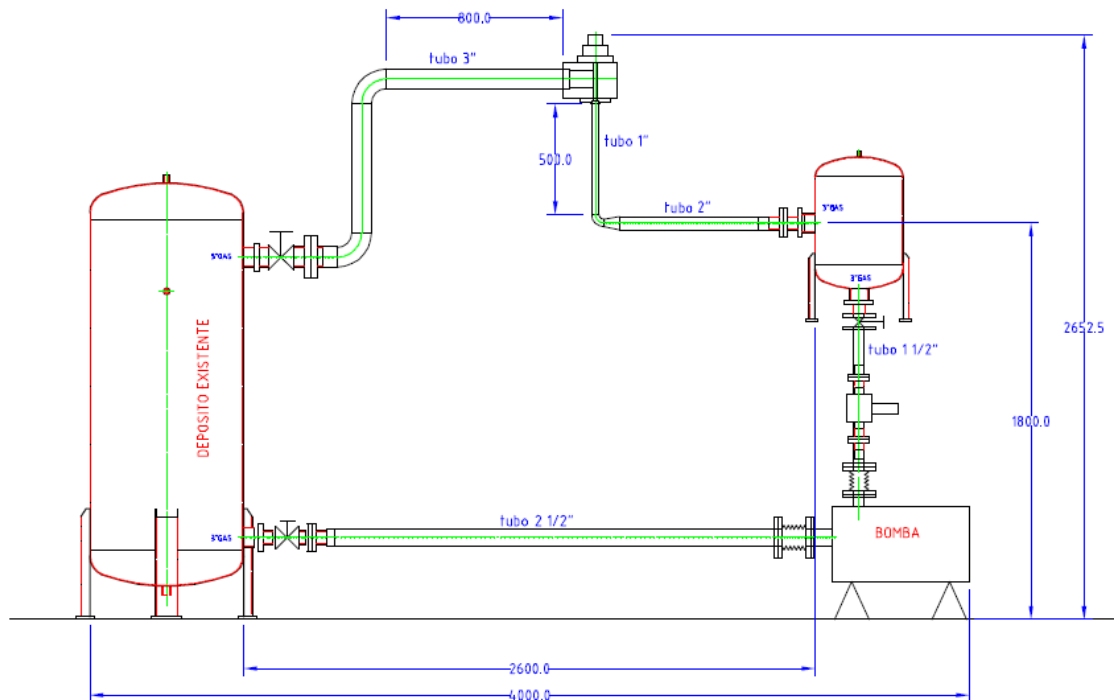 800.0
tubo 3"
tubo 1"
500.0
tubo 2"
3"GAS
3"GAS
3"GAS
2652.5
tubo 1 1/2"
DEPOSITO EXISTENTE
1800.0
tubo 2 1/2"
3"GAS
BOMBA
2600.0
4000.0